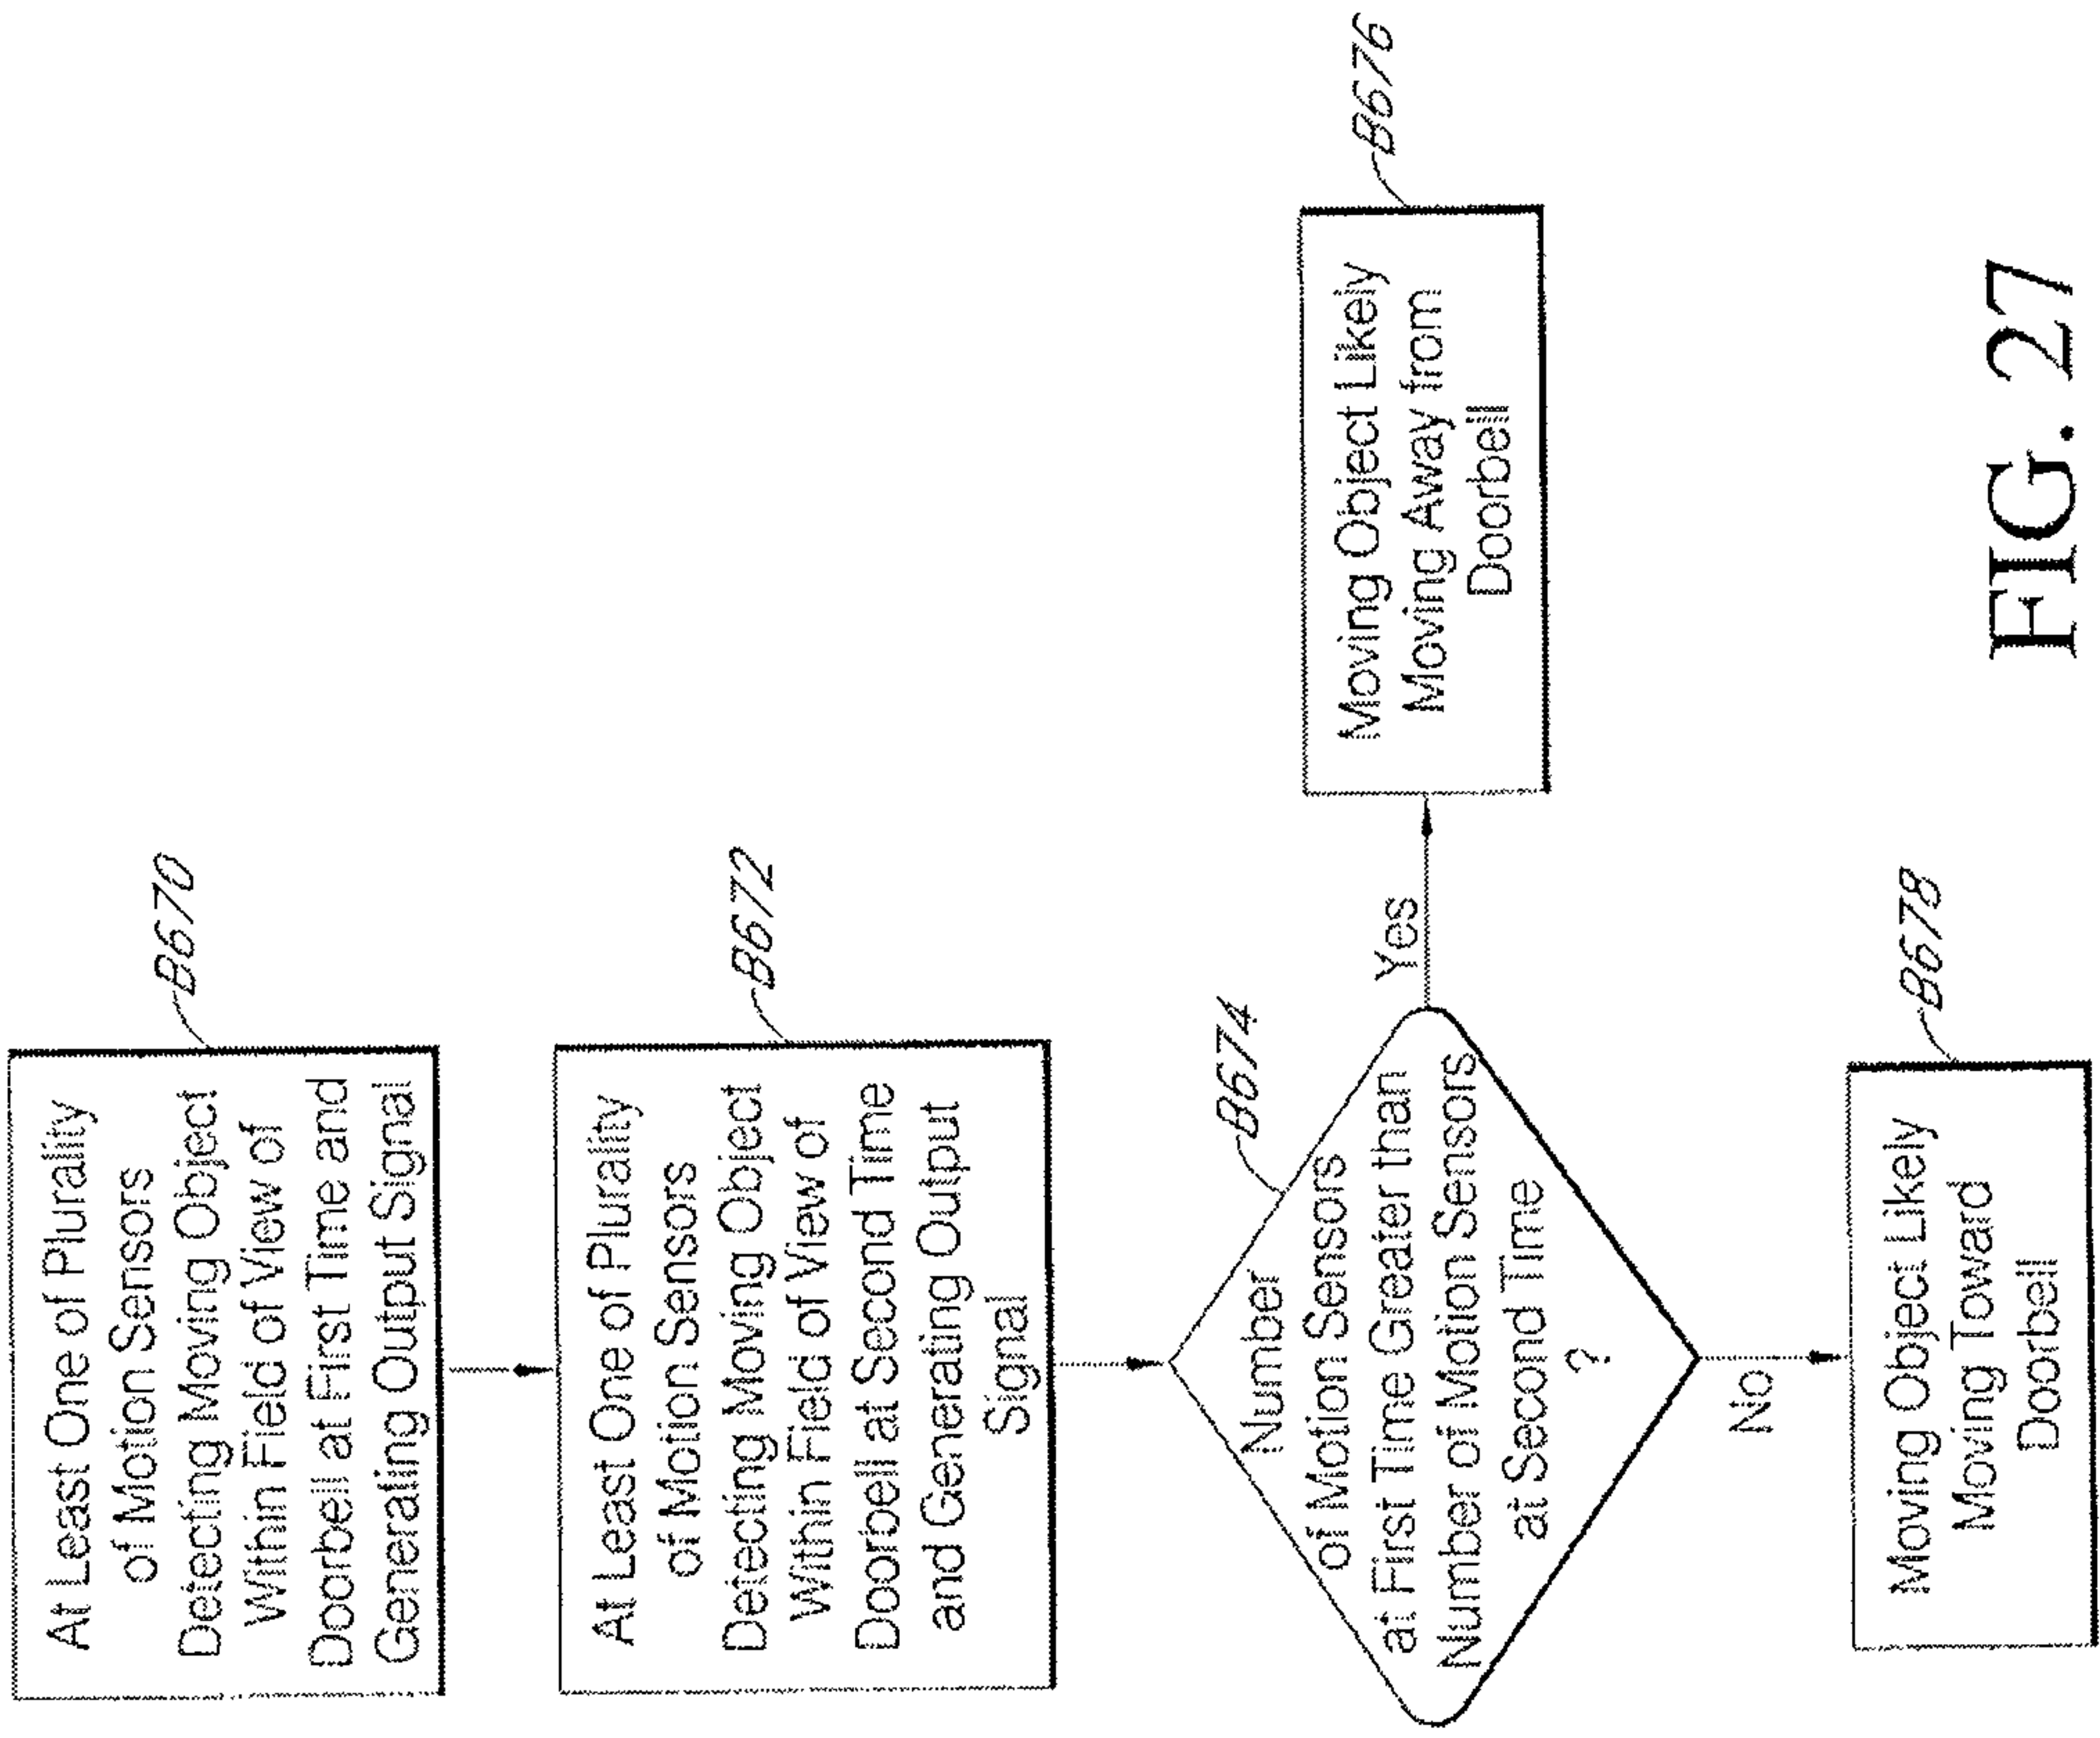 B670
At Least One of Plurality
of Motion Sensors
Detecting Moving Object
Within Field of View of
Doorbell at First Time and
Generating Output Signal
B672
At Least One of Plurality
of Motion Sensors
Detecting Moving Object
Within Field of View of
Doorbell at Second Time
and Generating Output
Signal
B674
Number
of Motion Sensors
at First Time Greater than
Number of Motion Sensors
at Second Time
?
Yes
B676
Moving Object Likely
Moving Away from
Doorbell
No
B678
Moving Object Likely
Moving Toward
Doorbell
FIG. 27